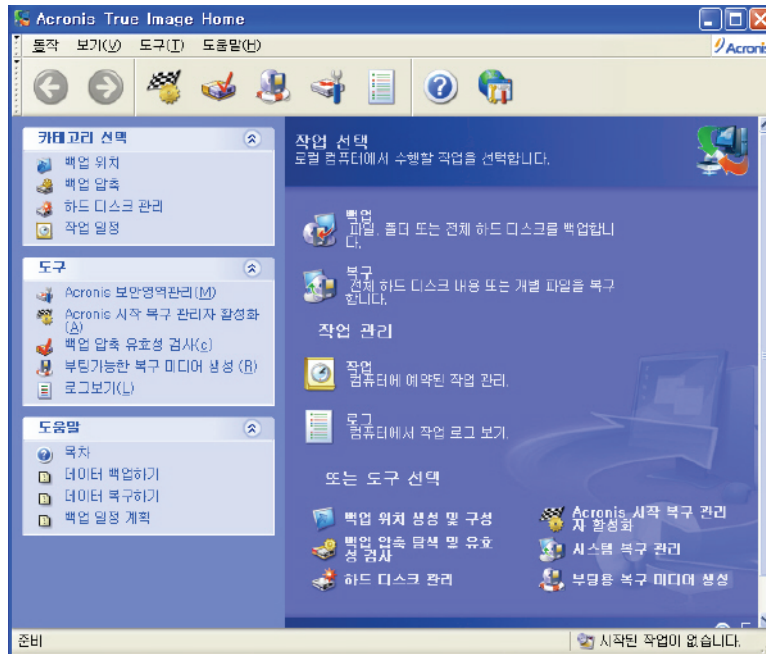 Acronis True Image Home
동작 보기(V) 도구(T) 도움말(H)
Acronis
카테고리 선택
백업 위치
백업 압축
하드 디스크 관리
작업 일정
도구
Acronis 보안영역관리(M)
Acronis 시작 복구 관리자 활성화
(A)
백업 압축 유효성 검사(c)
부팅가능한 복구 미디어 생성 (R)
로그보기(L)
도움말
목차
데이터 백업하기
데이터 복구하기
백업 일정 계획
작업 선택
로컬 컴퓨터에서 수행할 작업을 선택합니다.
백업
파일, 폴더 또는 전체 하드 디스크를 백업합니
다.
복구
전체 하드 디스크 내용 또는 개별 파일을 복구
합니다.
작업 관리
작업
컴퓨터에 예약된 작업 관리.
로그
컴퓨터에서 작업 로그 보기.
또는 도구 선택
백업 위치 생성 및 구성
백업 압축 탐색 및 유효
성 검사
하드 디스크 관리
Acronis 시작 복구 관리
자 활성화
시스템 복구 관리
부팅용 복구 미디어 생성
준비
시작된 작업이 없습니다.